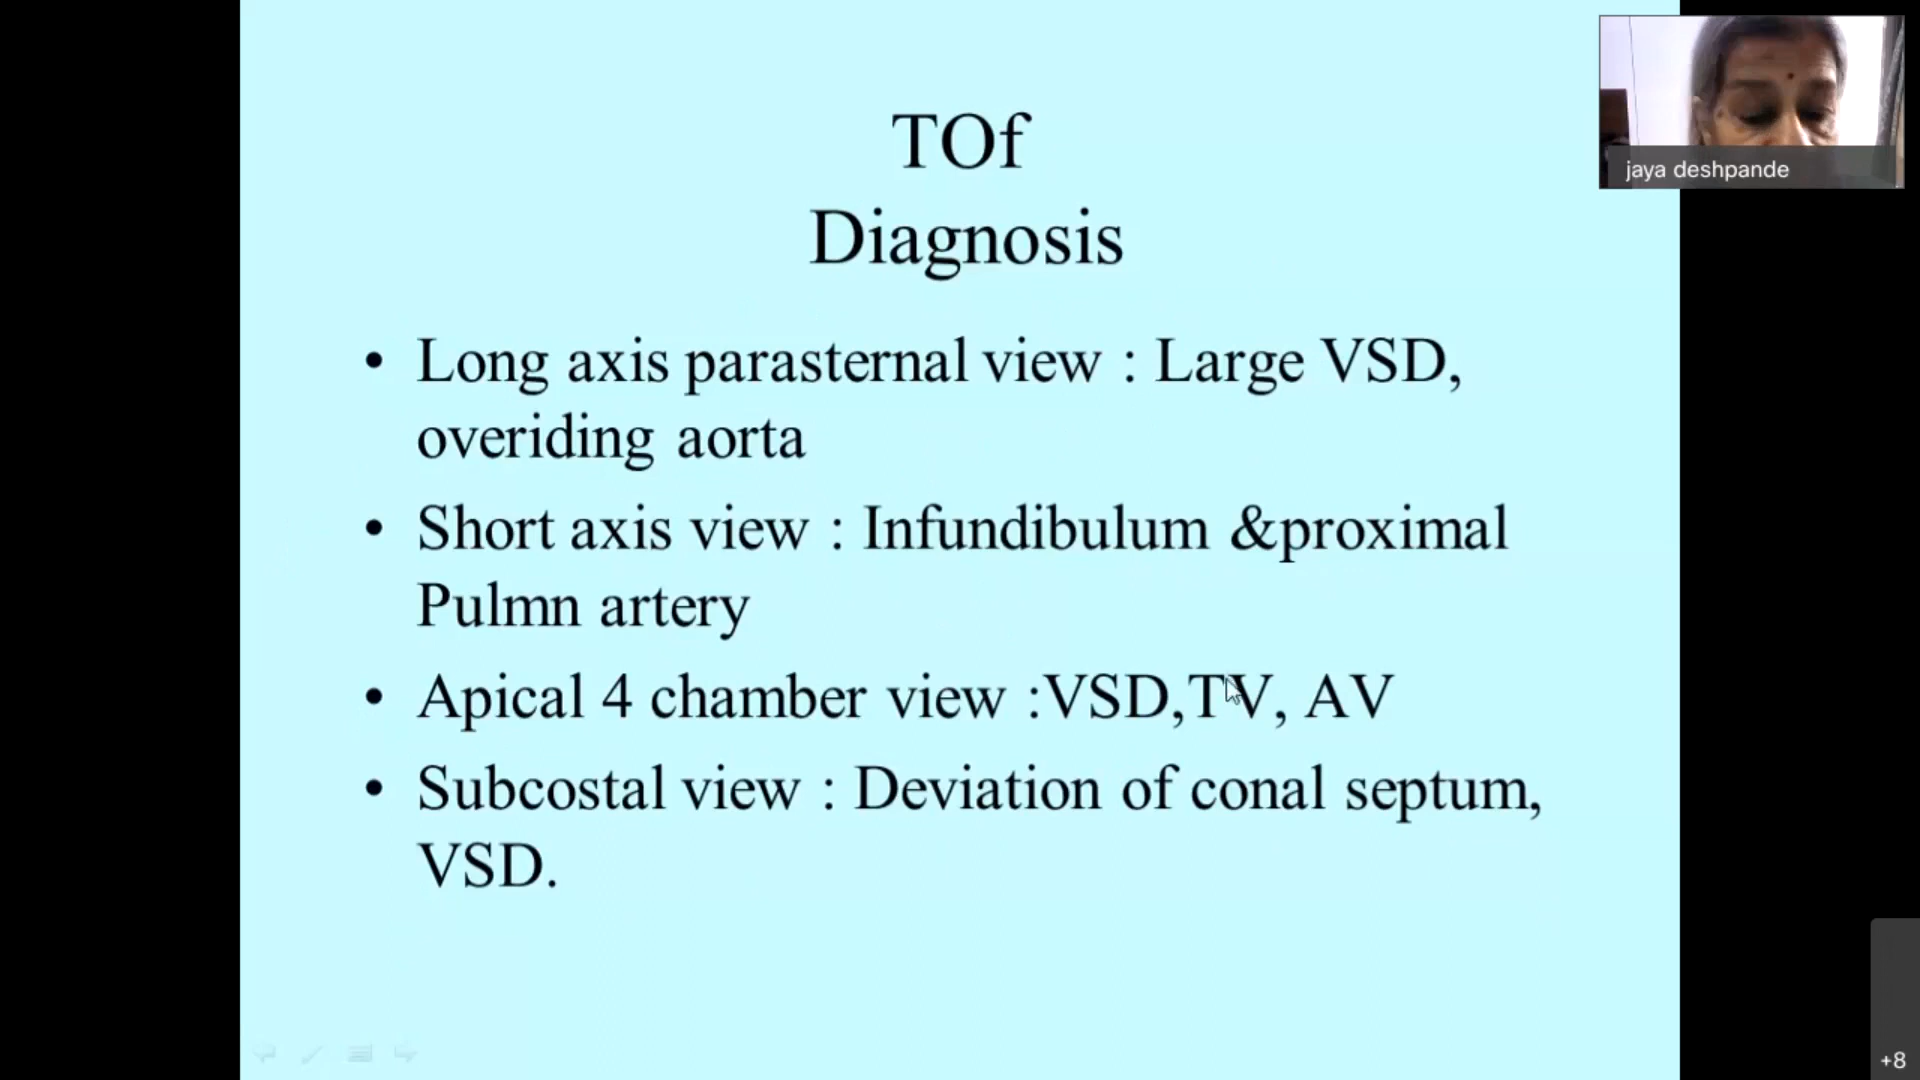 TOf
Diagnosis
• Long axis parasternal view : Large VSD,
overiding aorta
• Short axis view : Infundibulum &proximal
Pulmn artery
• Apical 4 chamber view :VSD,TV, AV
• Subcostal view : Deviation of conal septum,
VSD.
jaya deshpande
+8